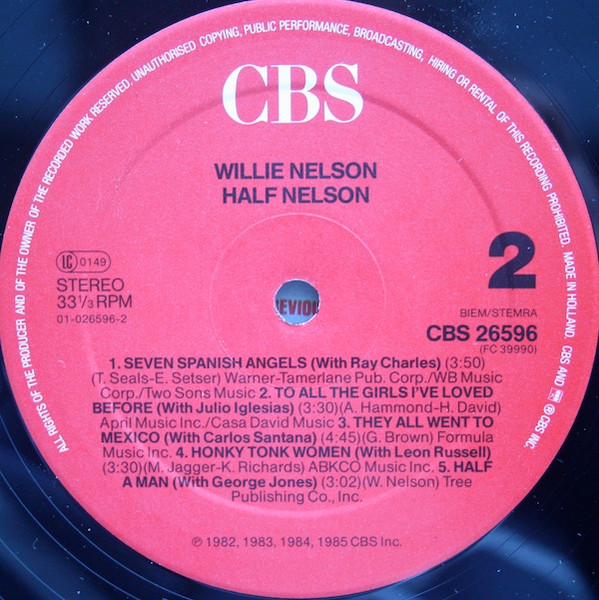 ALL RIGHTS OF THE PRODUCER AND OF THE OWNER OF THE RECORDED WORK RESERVED. UNAUTHORISED COPYING, PUBLIC PERFORMANCE, BROADCASTING, HIRING OR RENTAL OF THIS RECORDING PROHIBITED. MADE IN HOLLAND. CBS AND ℗ CBS INC.
CBS
WILLIE NELSON
HALF NELSON
LC 0149
STEREO
33 1/3 RPM
01-026596-2
2
BIEM/STEMRA
CBS 26596
(FC 39990)
EVIOU
1. SEVEN SPANISH ANGELS (With Ray Charles) (3:50)
(T. Seals-E. Setser) Warner-Tamerlane Pub. Corp./WB Music
Corp./Two Sons Music 2. TO ALL THE GIRLS I'VE LOVED
BEFORE (With Julio Iglesias) (3:30)(A. Hammond-H. David)
April Music Inc./Casa David Music 3. THEY ALL WENT TO
MEXICO (With Carlos Santana) (4:45)(G. Brown) Formula
Music Inc. 4. HONKY TONK WOMEN (With Leon Russell)
(3:30)(M. Jagger-K. Richards) ABKCO Music Inc. 5. HALF
A MAN (With George Jones) (3:02)(W. Nelson) Tree
Publishing Co., Inc.
℗ 1982, 1983, 1984, 1985 CBS Inc.